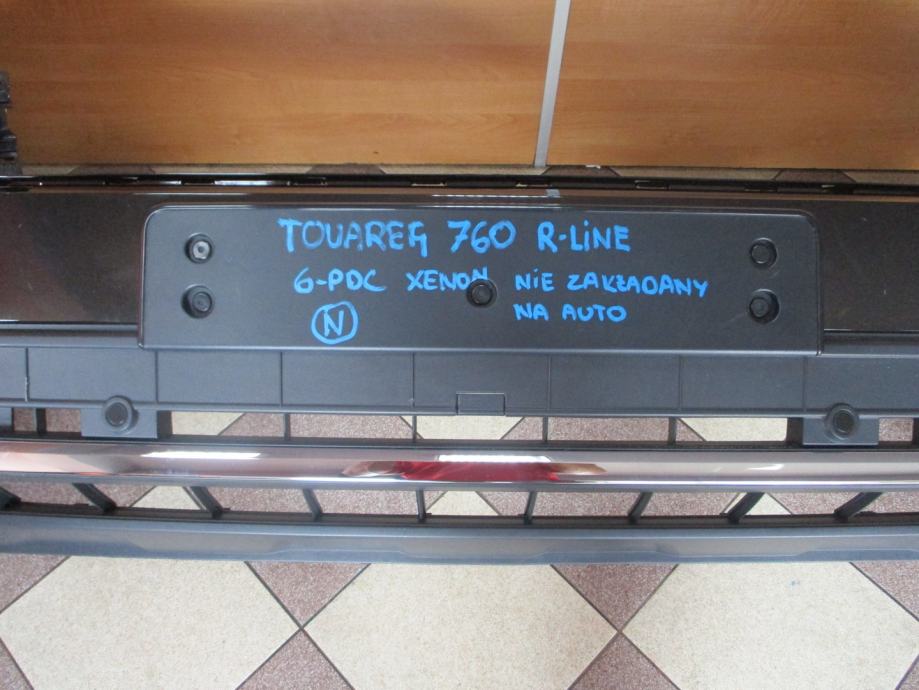 TOUAREG 760 R-LiNE
6-PDC XENON NiE ZAKŁADANY
N NA AUTO